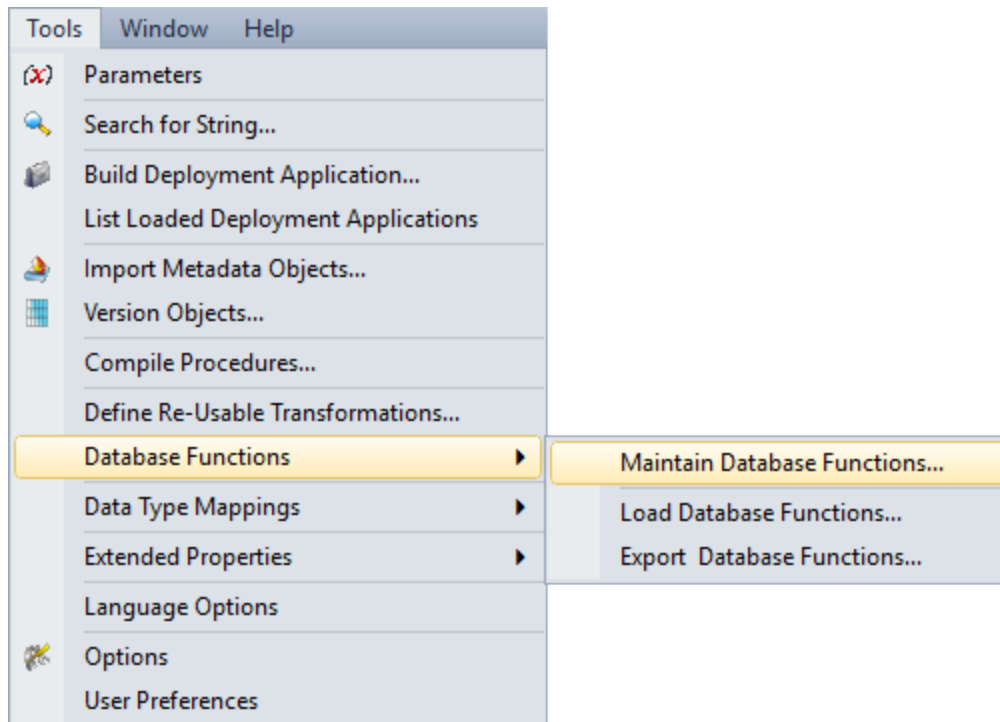 Tools Window Help
(x) Parameters
Search for String...
Build Deployment Application...
List Loaded Deployment Applications
Import Metadata Objects...
Version Objects...
Compile Procedures...
Define Re-Usable Transformations...
Database Functions
Maintain Database Functions...
Load Database Functions...
Export  Database Functions...
Data Type Mappings
Extended Properties
Language Options
Options
User Preferences